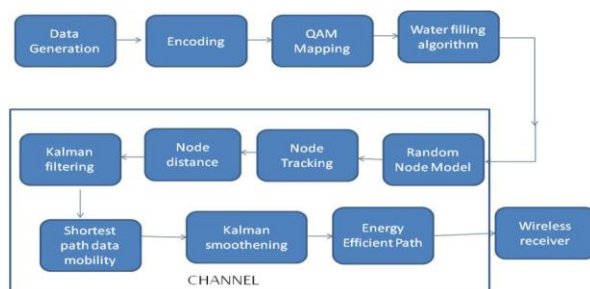 Data
Generation
Encoding
QAM
Mapping
Water filling
algorithm
Random
Node Model
Node
Tracking
Node
distance
Kalman
filtering
Shortest
path data
mobility
Kalman
smoothening
Energy
Efficient Path
Wireless
receiver
CHANNEL